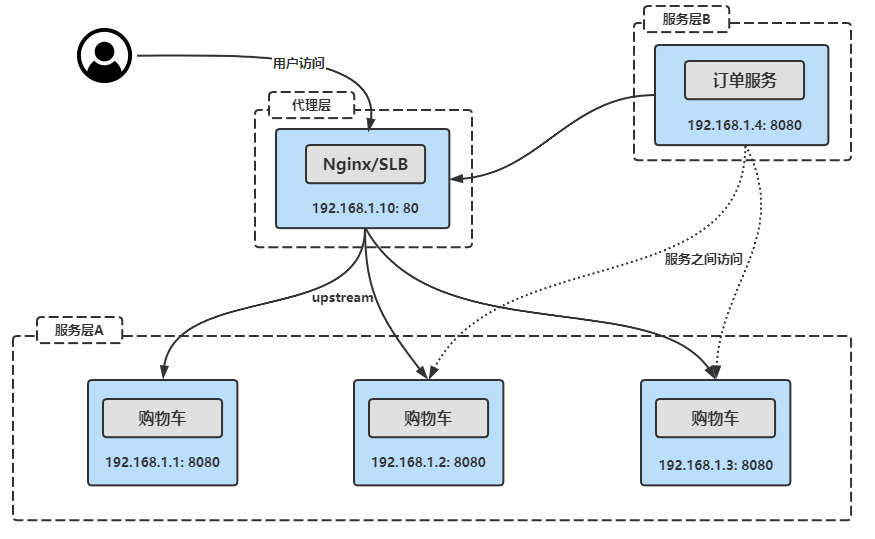 服务层B
订单服务
192.168.1.4: 8080
用户访问
代理层
Nginx/SLB
192.168.1.10: 80
服务之间访问
upstream
服务层A
购物车
192.168.1.1: 8080
购物车
192.168.1.2: 8080
购物车
192.168.1.3: 8080